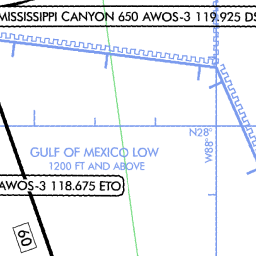 MISSISSIPPI CANYON 650 AWOS-3 119.925 DS
N28°
W88°
GULF OF MEXICO LOW
1200 FT AND ABOVE
AWOS-3 118.675 ETO
60